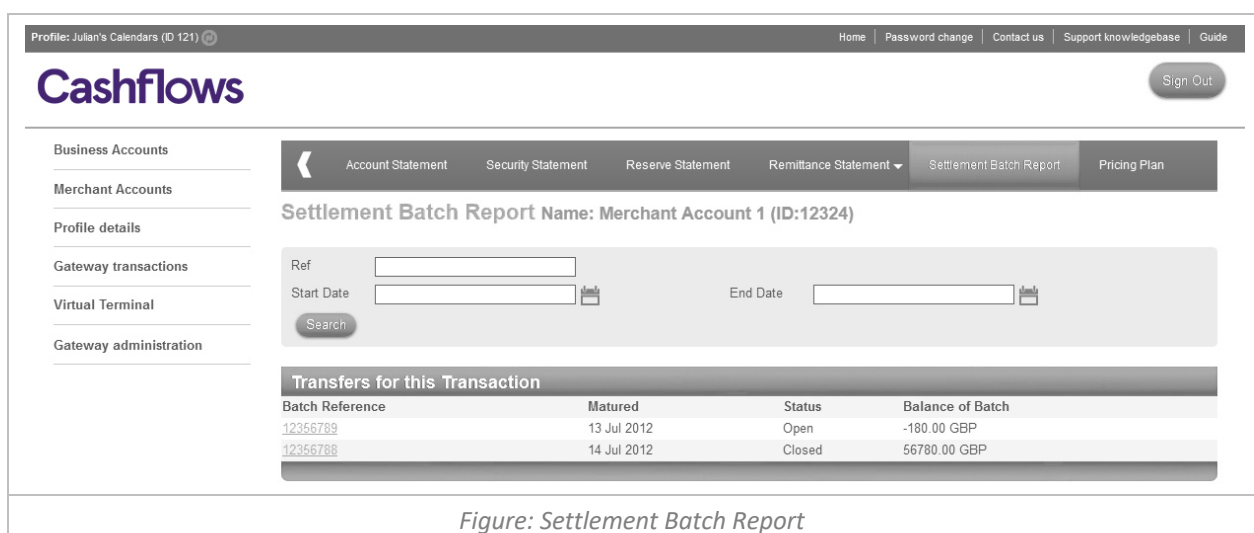 Profile: Julian's Calendars (ID 121) Home | Password change | Contact us | Support knowledgebase | Guide
Cashflows
Sign Out
Business Accounts
Merchant Accounts
Profile details
Gateway transactions
Virtual Terminal
Gateway administration
Account Statement Security Statement Reserve Statement Remittance Statement Settlement Batch Report Pricing Plan
Settlement Batch Report Name: Merchant Account 1 (ID:12324)
Ref
Start Date End Date
Search
Transfers for this Transaction
Batch Reference Matured Status Balance of Batch
12356789 13 Jul 2012 Open -180.00 GBP
12356788 14 Jul 2012 Closed 56780.00 GBP
Figure: Settlement Batch Report